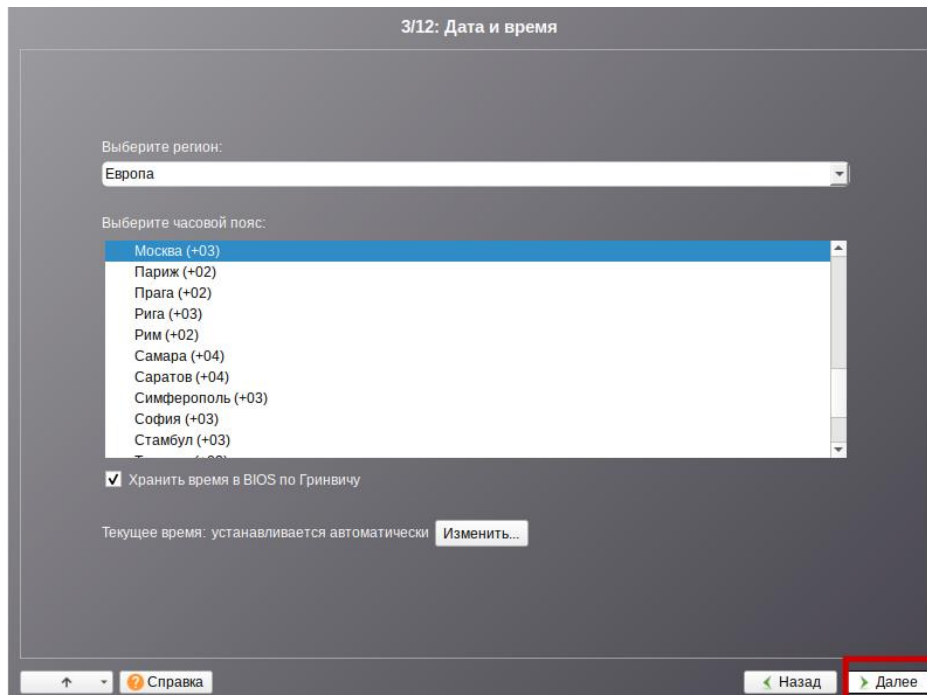 3/12: Дата и время
Выберите регион:
Европа
Выберите часовой пояс:
Москва (+03)
Париж (+02)
Прага (+02)
Рига (+03)
Рим (+02)
Самара (+04)
Саратов (+04)
Симферополь (+03)
София (+03)
Стамбул (+03)
Хранить время в BIOS по Гринвичу
Текущее время: устанавливается автоматически Изменить...
Справка Назад Далее